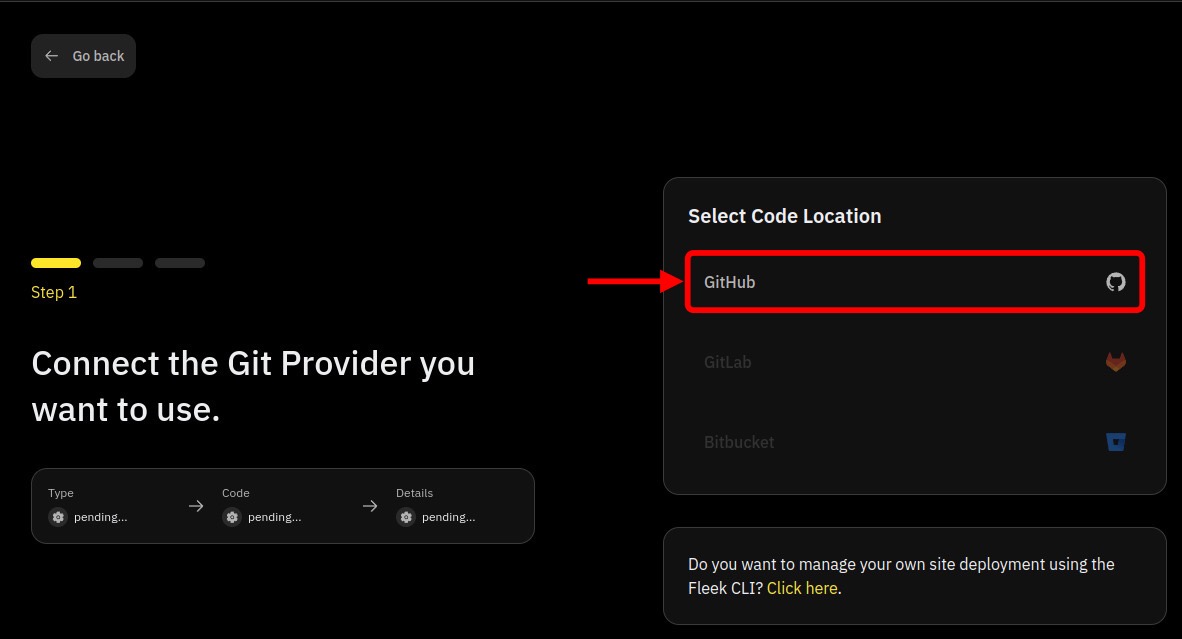 Go back
Step 1
Connect the Git Provider you
want to use.
Type
pending...
Code
pending...
Details
pending...
Select Code Location
GitHub
GitLab
Bitbucket
Do you want to manage your own site deployment using the
Fleek CLI? Click here.